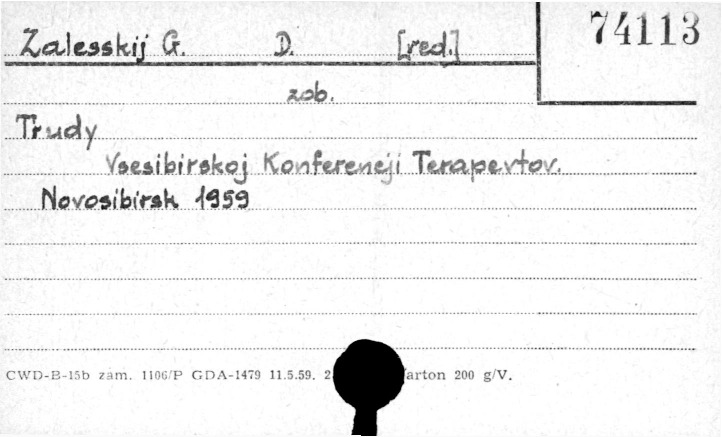 Zalesskij G. D. [red.] 74113
zob.
Trudy
Vsesibirskoj Konferencji Terapevtov.
Novosibirsk 1959
CWD-B-15b zam. 1106/P GDA-1479 11.5.59. 2 arton 200 g/V.